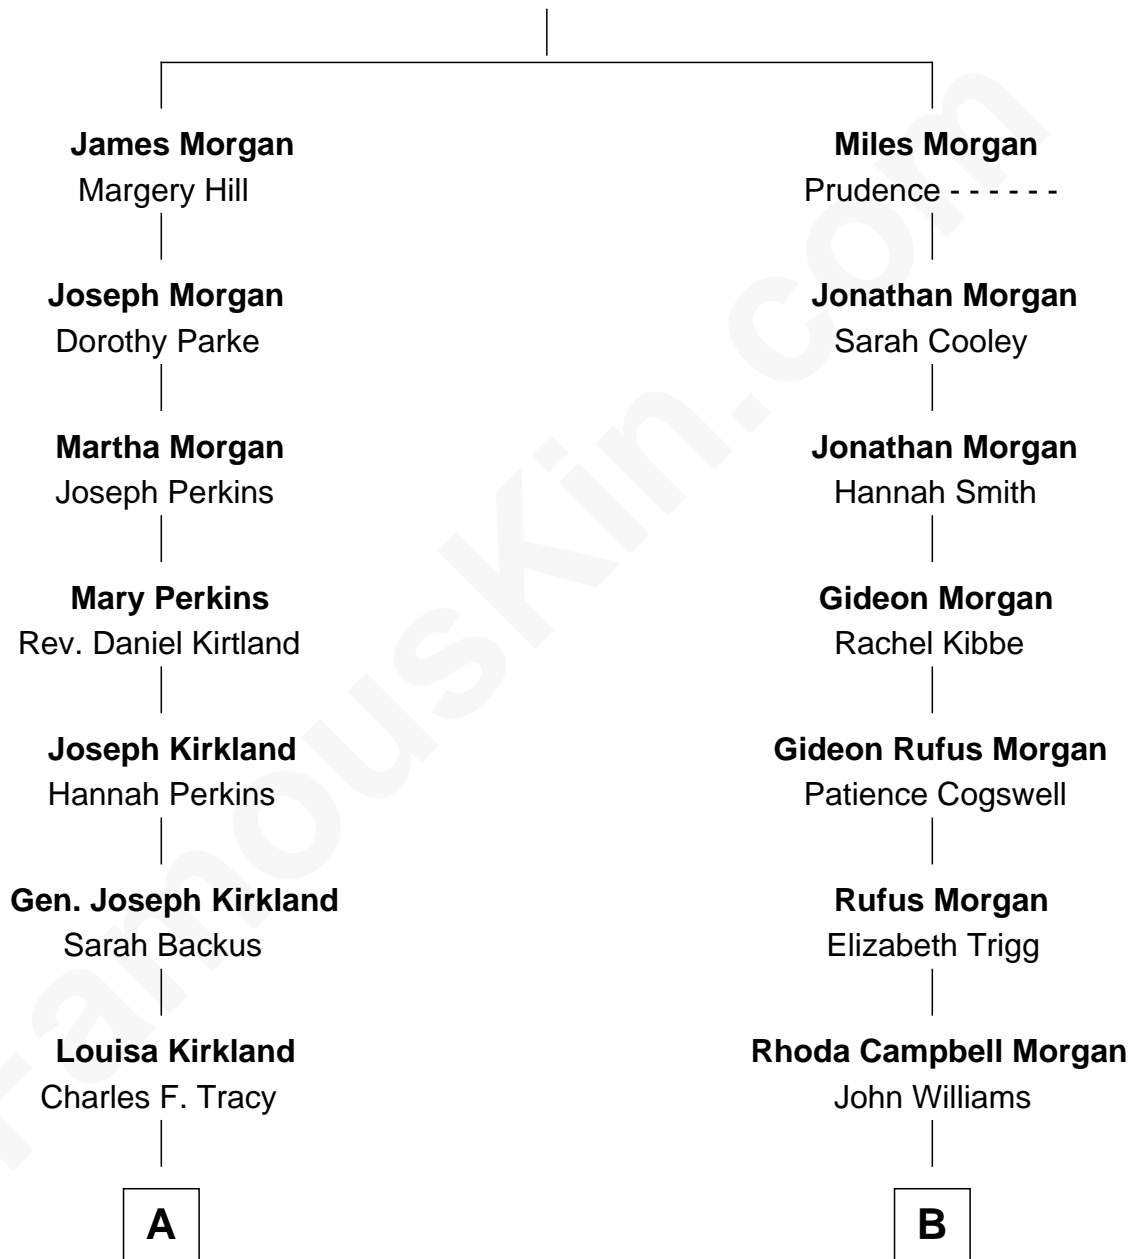 James Morgan
Margery Hill
Joseph Morgan
Dorothy Parke
Martha Morgan
Joseph Perkins
Mary Perkins
Rev. Daniel Kirtland
Joseph Kirkland
Hannah Perkins
Gen. Joseph Kirkland
Sarah Backus
Louisa Kirkland
Charles F. Tracy
A
Miles Morgan
Prudence - - - - - -
Jonathan Morgan
Sarah Cooley
Jonathan Morgan
Hannah Smith
Gideon Morgan
Rachel Kibbe
Gideon Rufus Morgan
Patience Cogswell
Rufus Morgan
Elizabeth Trigg
Rhoda Campbell Morgan
John Williams
B
FamousKin.com